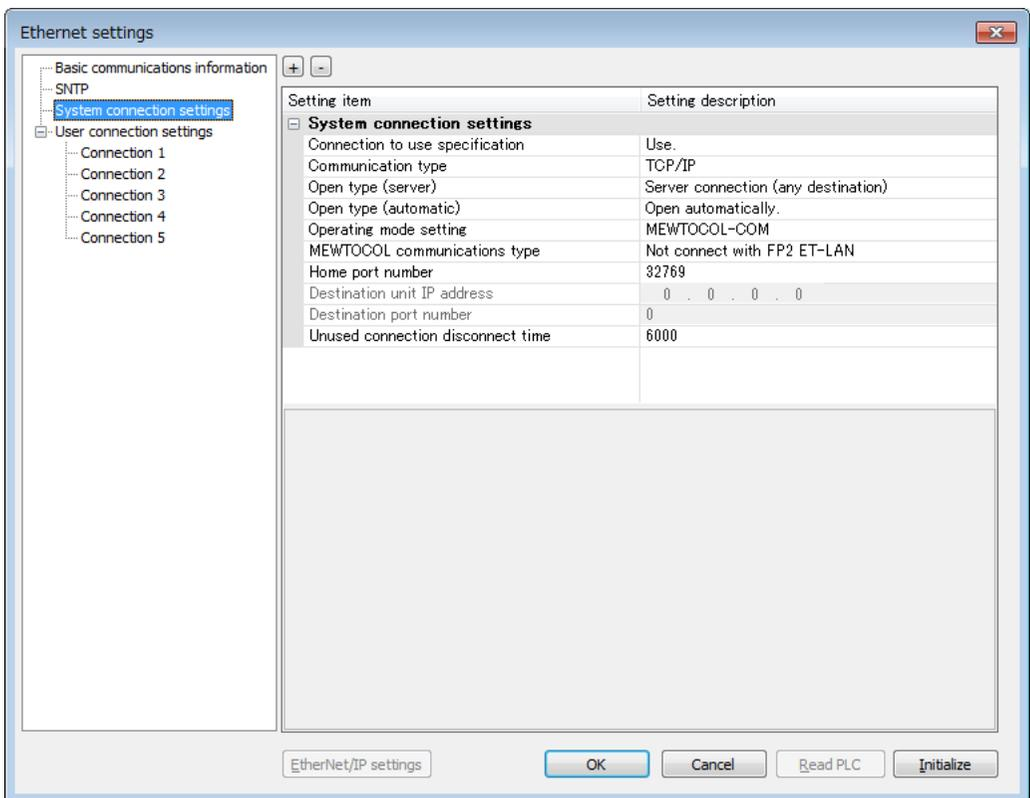 Ethernet settings
Basic communications information
SNTP
System connection settings
User connection settings
Connection 1
Connection 2
Connection 3
Connection 4
Connection 5
+ -
Setting item Setting description
System connection settings
Connection to use specification Use.
Communication type TCP/IP
Open type (server) Server connection (any destination)
Open type (automatic) Open automatically.
Operating mode setting MEWTOCOL-COM
MEWTOCOL communications type Not connect with FP2 ET-LAN
Home port number 32769
Destination unit IP address 0 . 0 . 0 . 0
Destination port number 0
Unused connection disconnect time 6000
EtherNet/IP settings OK Cancel Read PLC Initialize